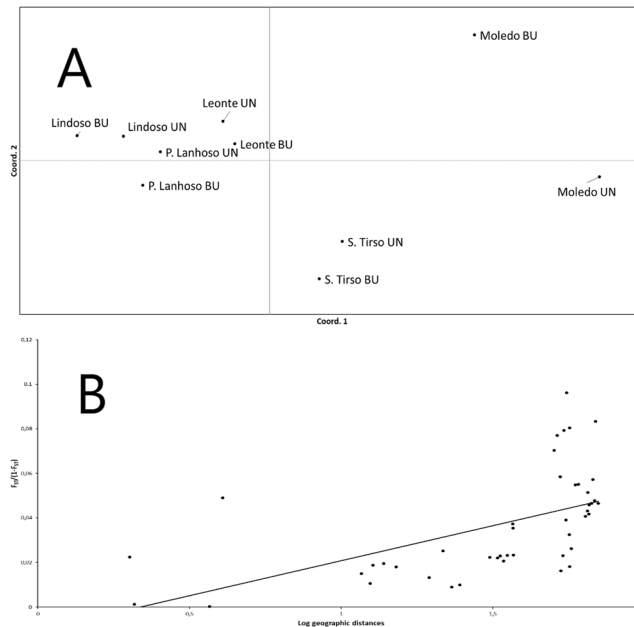 A
Moledo BU
Leonte UN
Lindoso BU
Lindoso UN
Leonte BU
P. Lanhoso UN
P. Lanhoso BU
Moledo UN
S. Tirso UN
S. Tirso BU
Coord. 2
Coord. 1
B
0,12
0,1
0,08
0,06
0,04
0,02
0
F_ST/(1-F_ST)
0
0,5
1
1,5
Log geographic distances